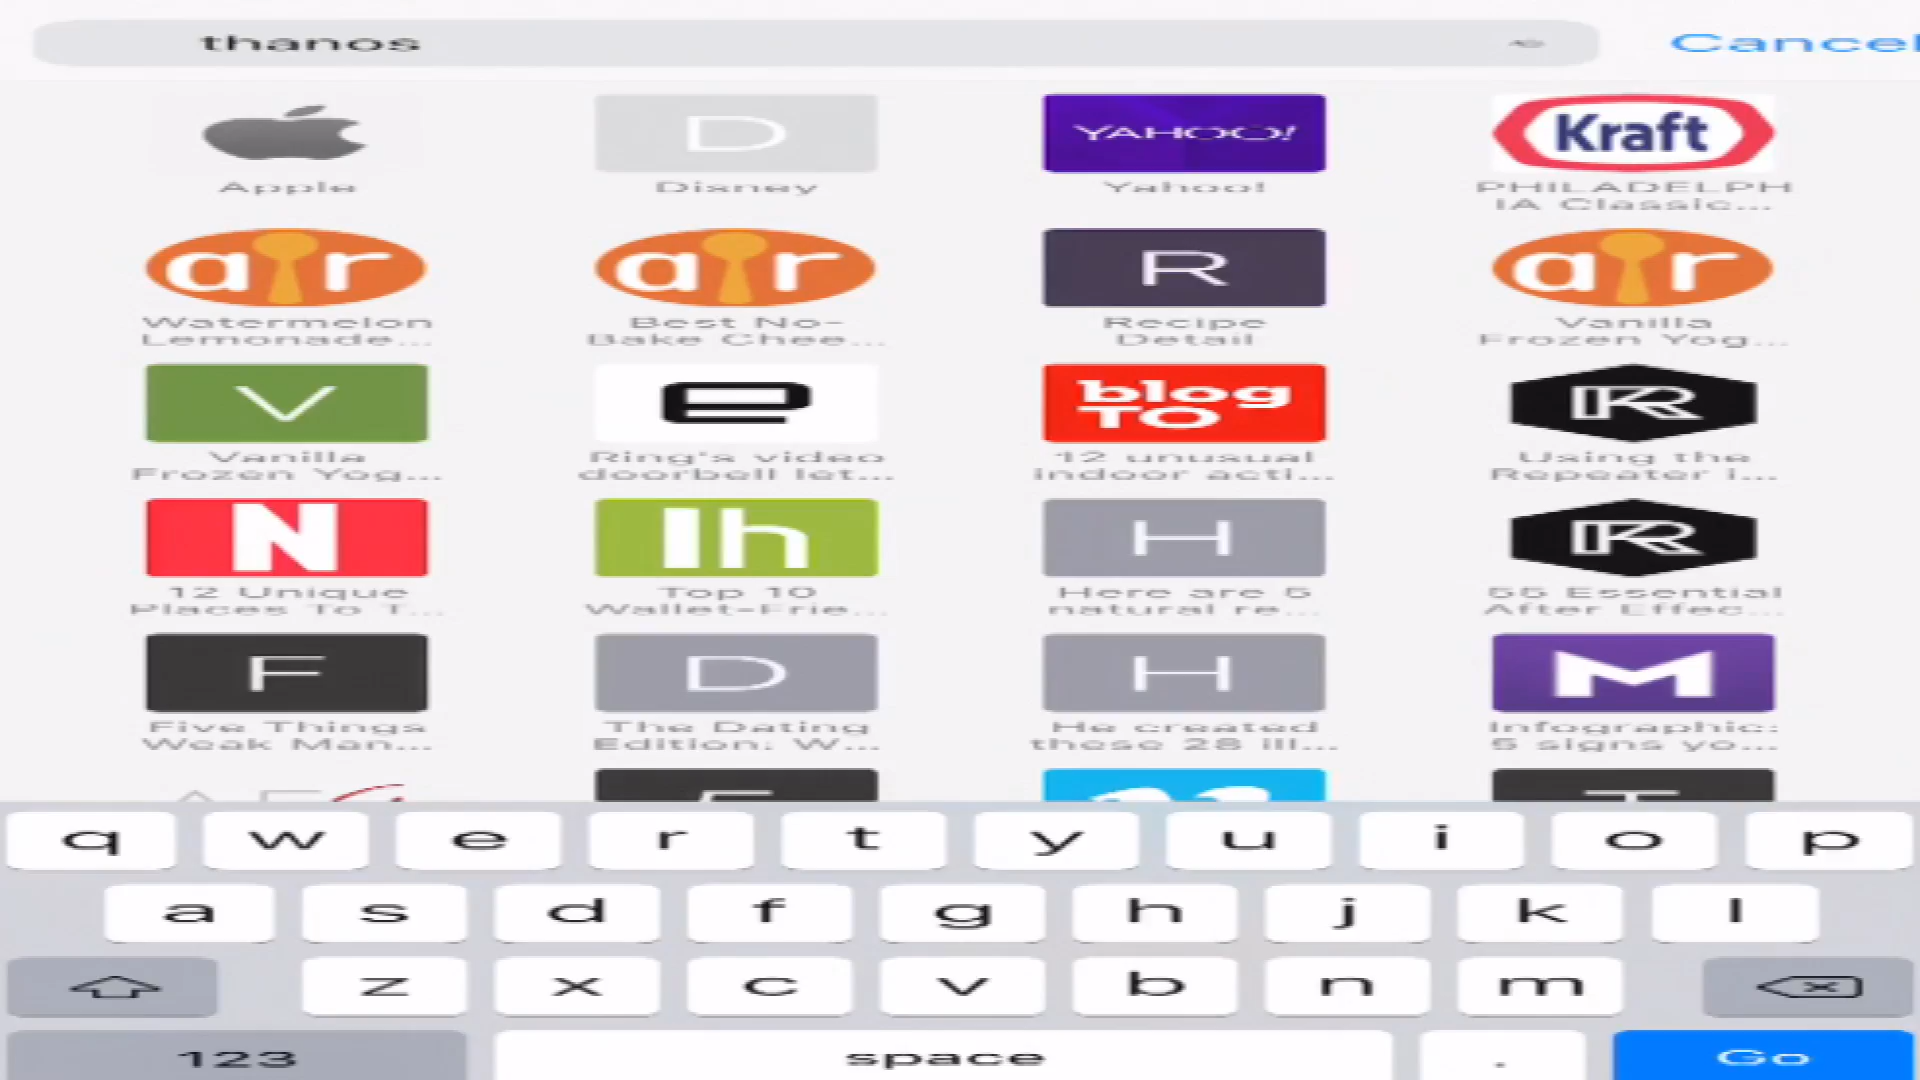 thanos
Cancel
Apple
Disney
Yahoo!
PHILADELPH
IA Classic...
Watermelon
Lemonade...
Best No-
Bake Chee...
Recipe
Detail
Vanilla
Frozen Yog...
Vanilla
Frozen Yog...
Ring's video
doorbell let...
12 unusual
indoor acti...
Using the
Repeater i...
12 Unique
Places To T...
Top 10
Wallet-Frie...
Here are 5
natural re...
55 Essential
After Effec...
Five Things
Weak Man...
The Dating
Edition: W...
He created
these 28 ill...
Infographic:
5 signs yo...
D
YAHOO!
Kraft
ar
ar
R
ar
V
e
blog
TO
R
N
lh
H
R
F
D
H
M
q w e r t y u i o p
a s d f g h j k l
z x c v b n m
123 space . Go